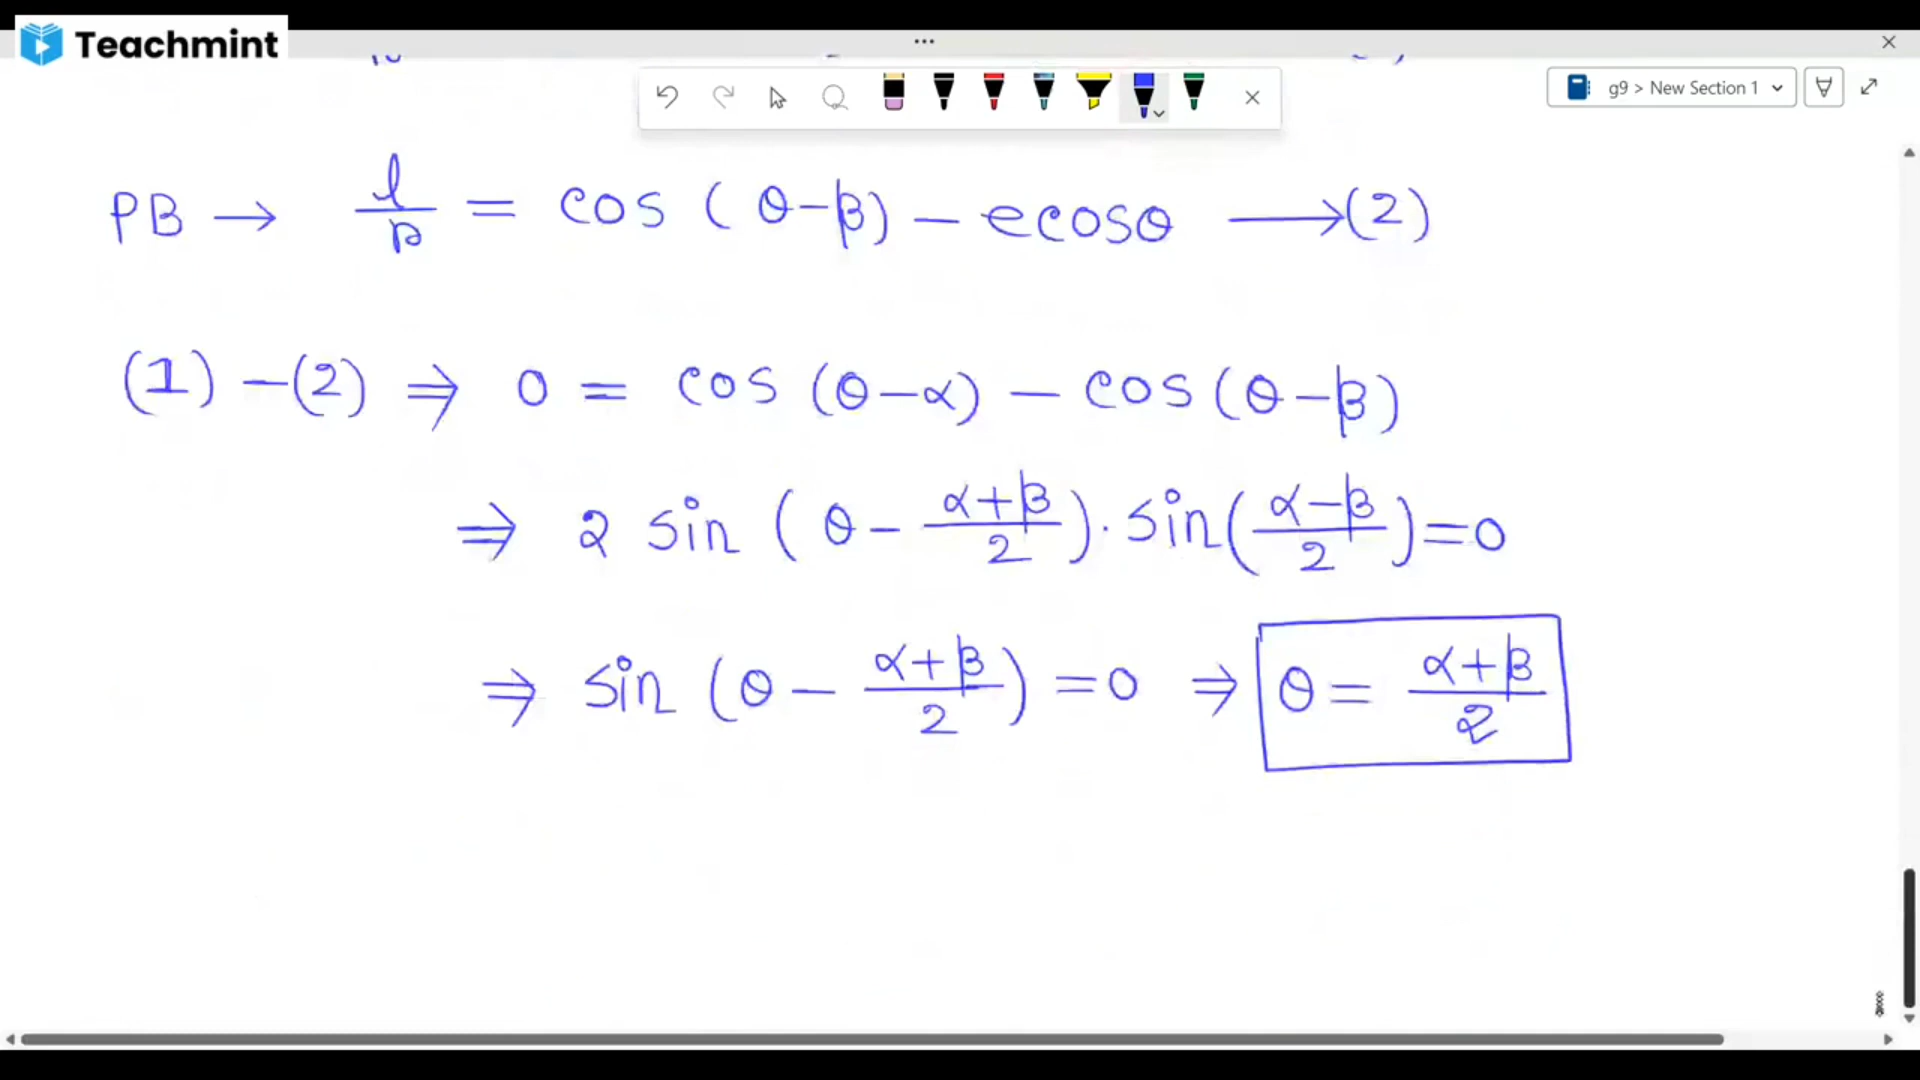 Teachmint
g9 > New Section 1
PB → l/r = cos (θ-β) - ecosθ ⟶ (2)
(1) - (2) ⇒ 0 = cos (θ-α) - cos (θ-β)
⇒ 2 sin (θ - (α+β)/2) · sin((α-β)/2) = 0
⇒ sin (θ - (α+β)/2) = 0 ⇒ θ = (α+β)/2